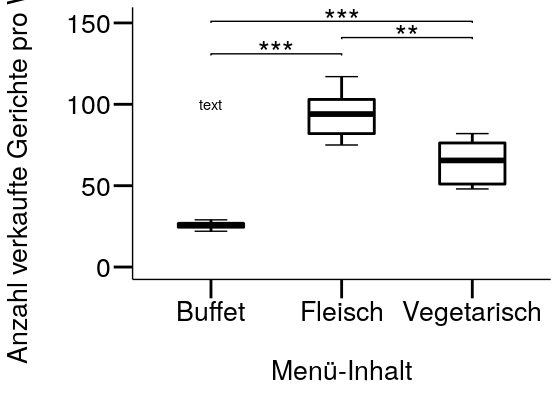 Anzahl verkaufte Gerichte pro
150
100
50
0
***
**
***
text
Buffet Fleisch Vegetarisch
Menü-Inhalt